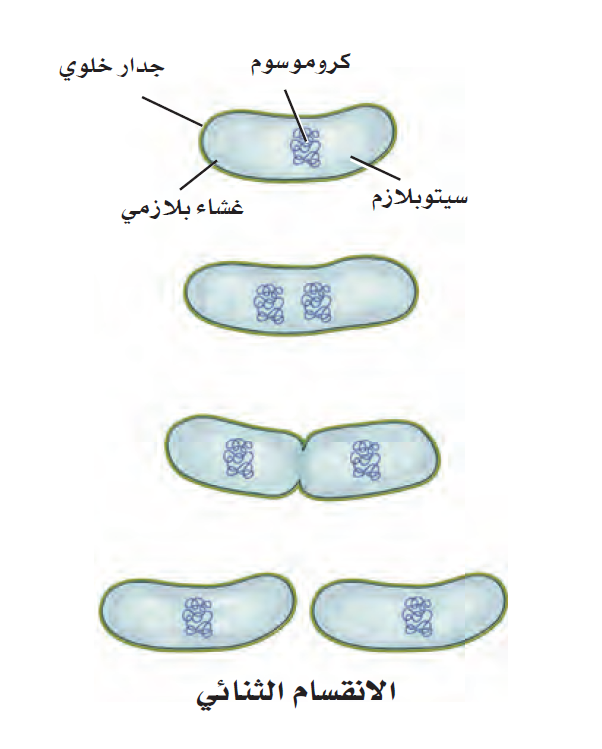 كروموسوم
جدار خلوي
سيتوبلازم
غشاء بلازمي
الانقسام الثنائي